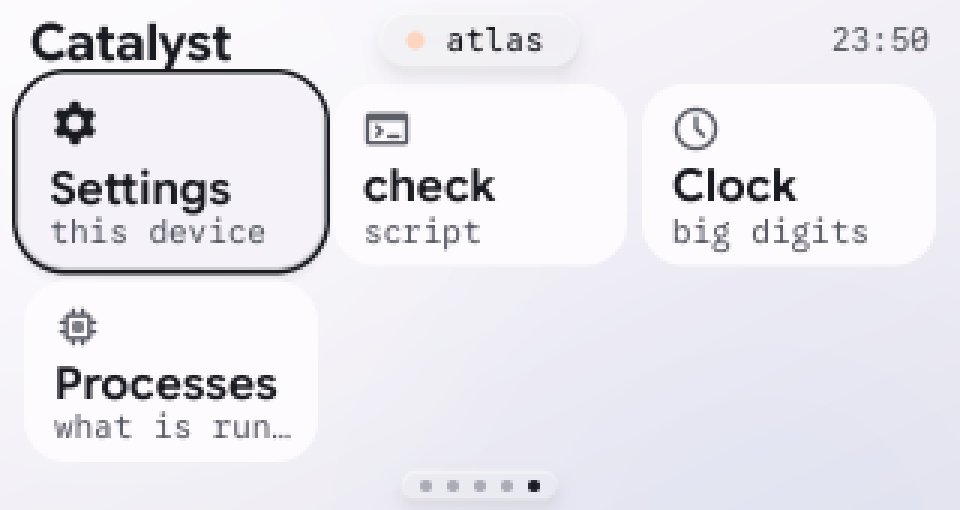 Catalyst
atlas
23:50
Settings
this device
check
script
Clock
big digits
Processes
what is run…